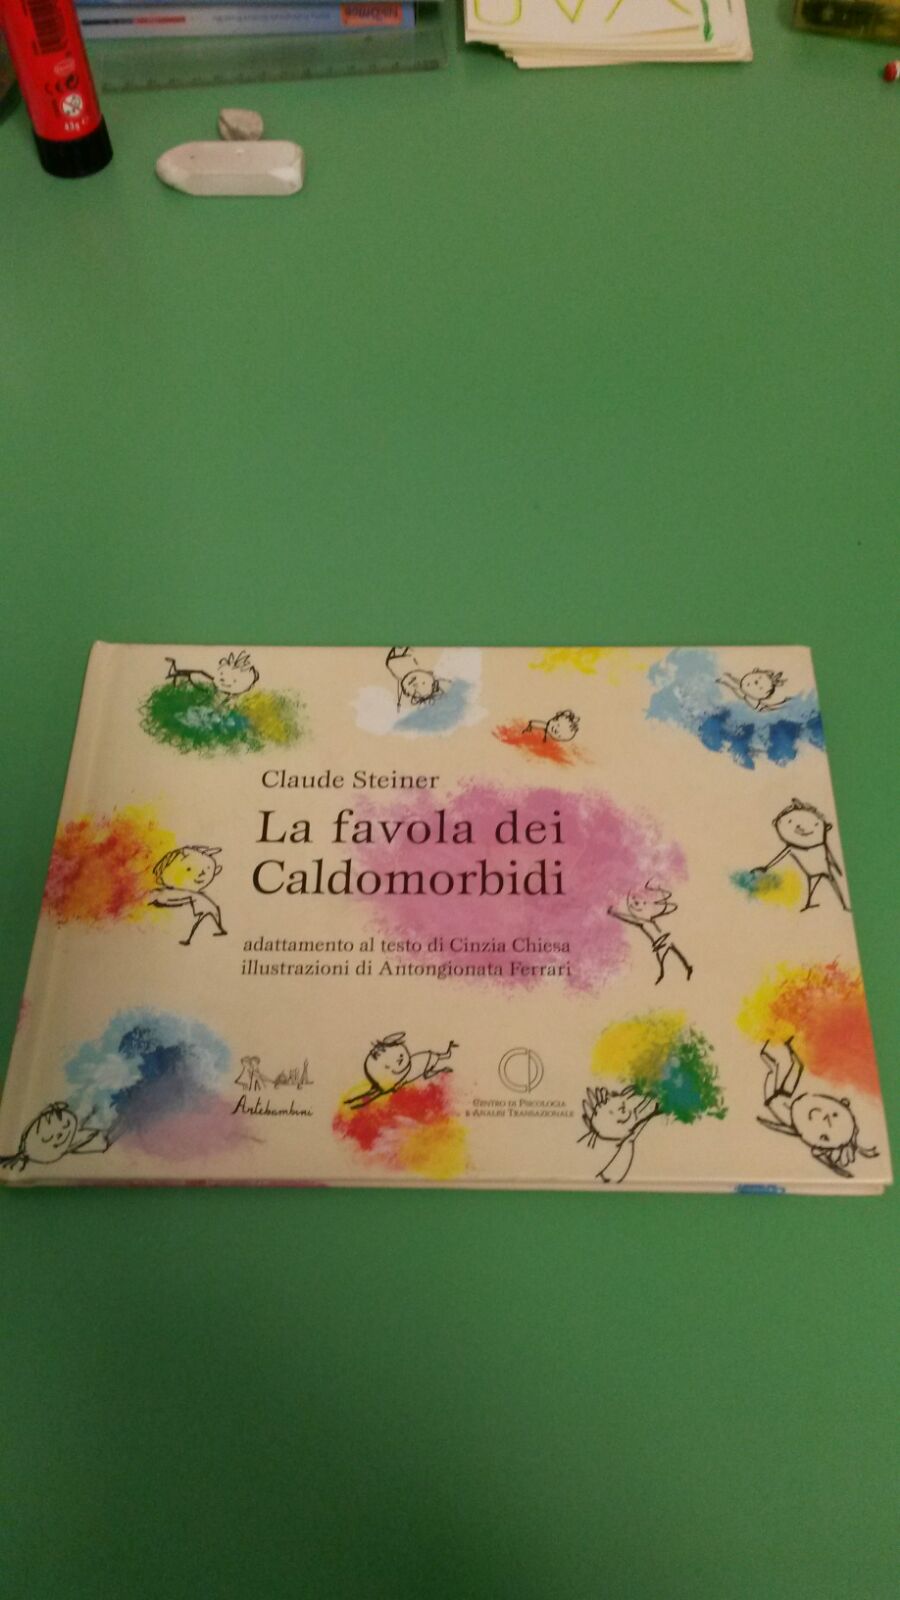 UVA
Claude Steiner
La favola dei
Caldomorbidi
adattamento al testo di Cinzia Chiesa
illustrazioni di Antongionata Ferrari
Artebambini
CENTRO DI PSICOLOGIA
E ANALISI TRANSAZIONALE